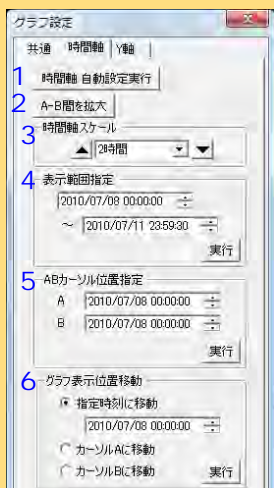 グラフ設定
共通 時間軸 Y軸
1 時間軸 自動設定実行
2 A-B間を拡大
3 時間軸スケール
2時間
4 表示範囲指定
2010/07/08 00:00:00
～ 2010/07/11 23:59:30
実行
5 ABカーソル位置指定
A 2010/07/08 00:00:00
B 2010/07/08 00:00:00
実行
6 グラフ表示位置移動
指定時刻に移動
2010/07/08 00:00:00
カーソルAに移動
カーソルBに移動 実行